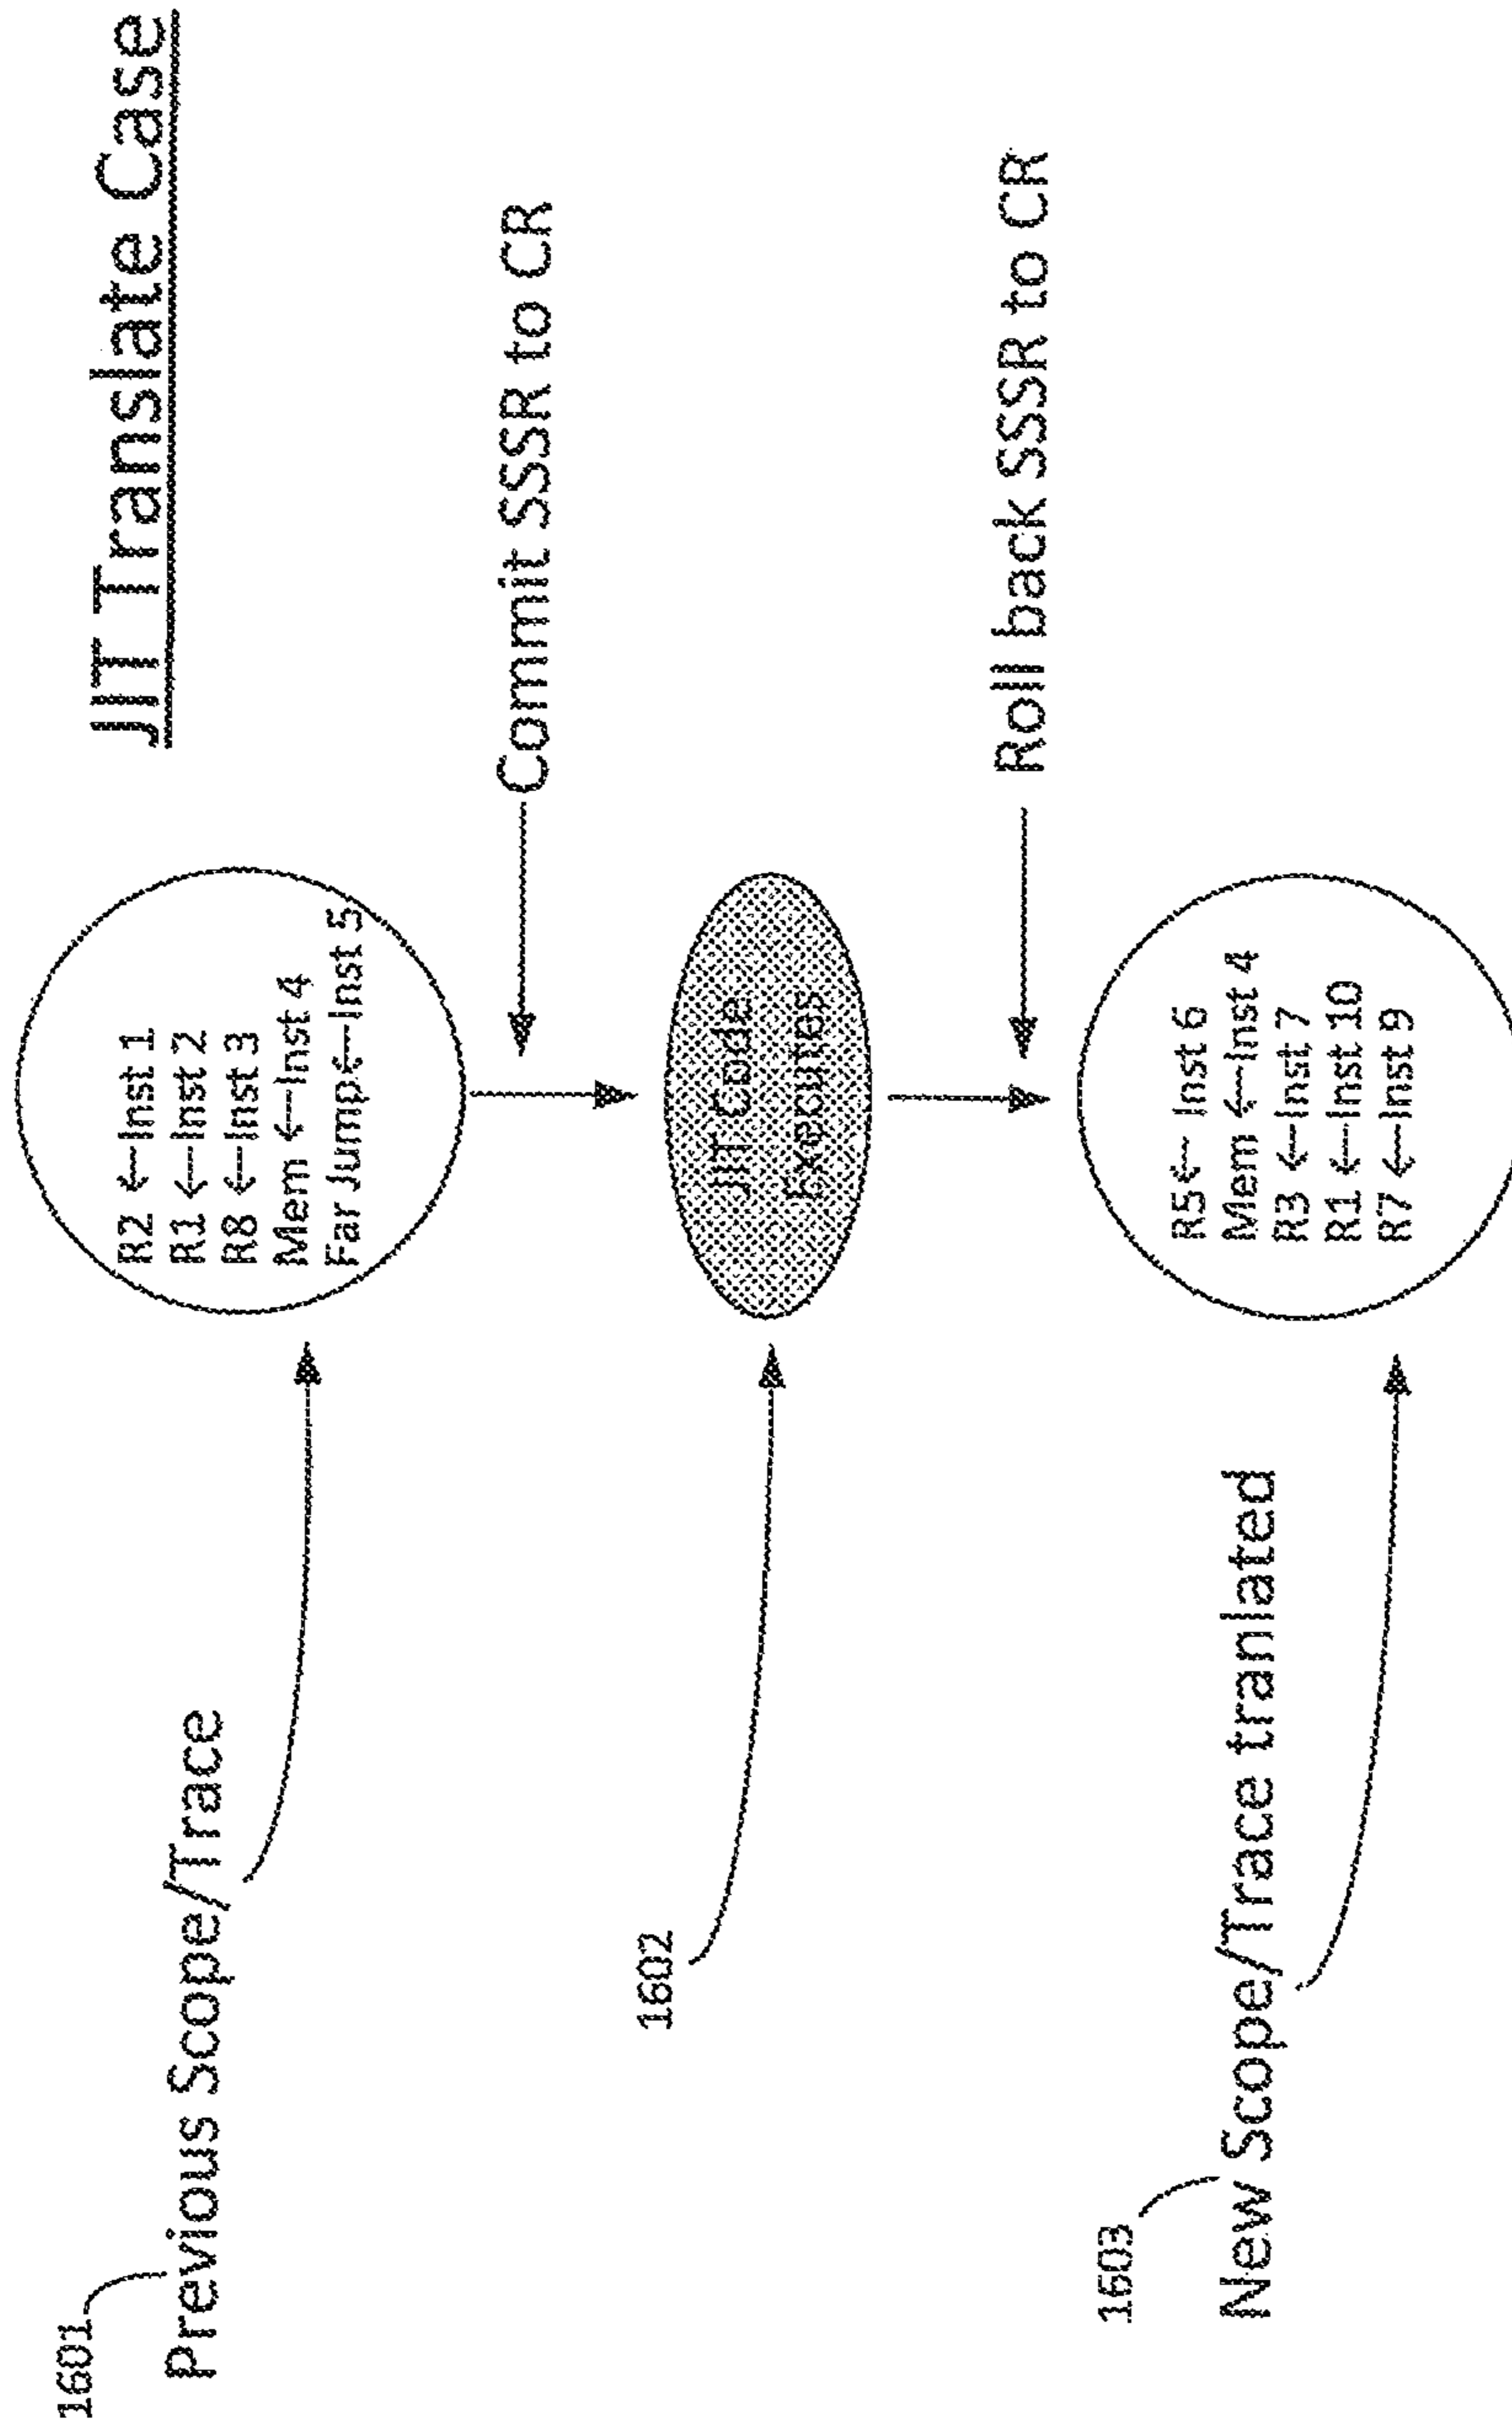 JIT Translate Case
1601
Previous Scope/Trace
R2 ←Inst 1
R1 ←Inst 2
R8 ←Inst 3
Mem ←Inst 4
Far Jump←Inst 5
Commit SSSR to CR
1602
JIT Code
Executes
Roll back SSSR to CR
1603
New Scope/Trace tranlated
R5← Inst 6
Mem ←Inst 4
R3 ←Inst 7
R1 ←Inst 10
R7 ←Inst 9